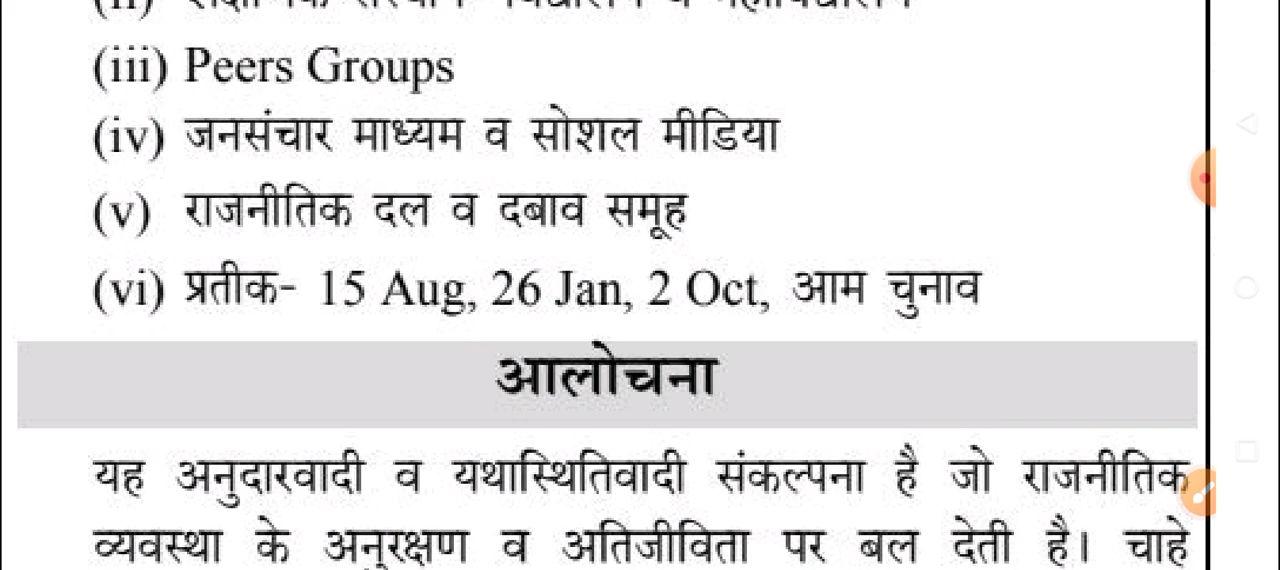 (iii) Peers Groups
(iv) जनसंचार माध्यम व सोशल मीडिया
(v) राजनीतिक दल व दबाव समूह
(vi) प्रतीक- 15 Aug, 26 Jan, 2 Oct, आम चुनाव
आलोचना
यह अनुदारवादी व यथास्थितिवादी संकल्पना है जो राजनीतिक
व्यवस्था के अनुरक्षण व अतिजीविता पर बल देती है। चाहे